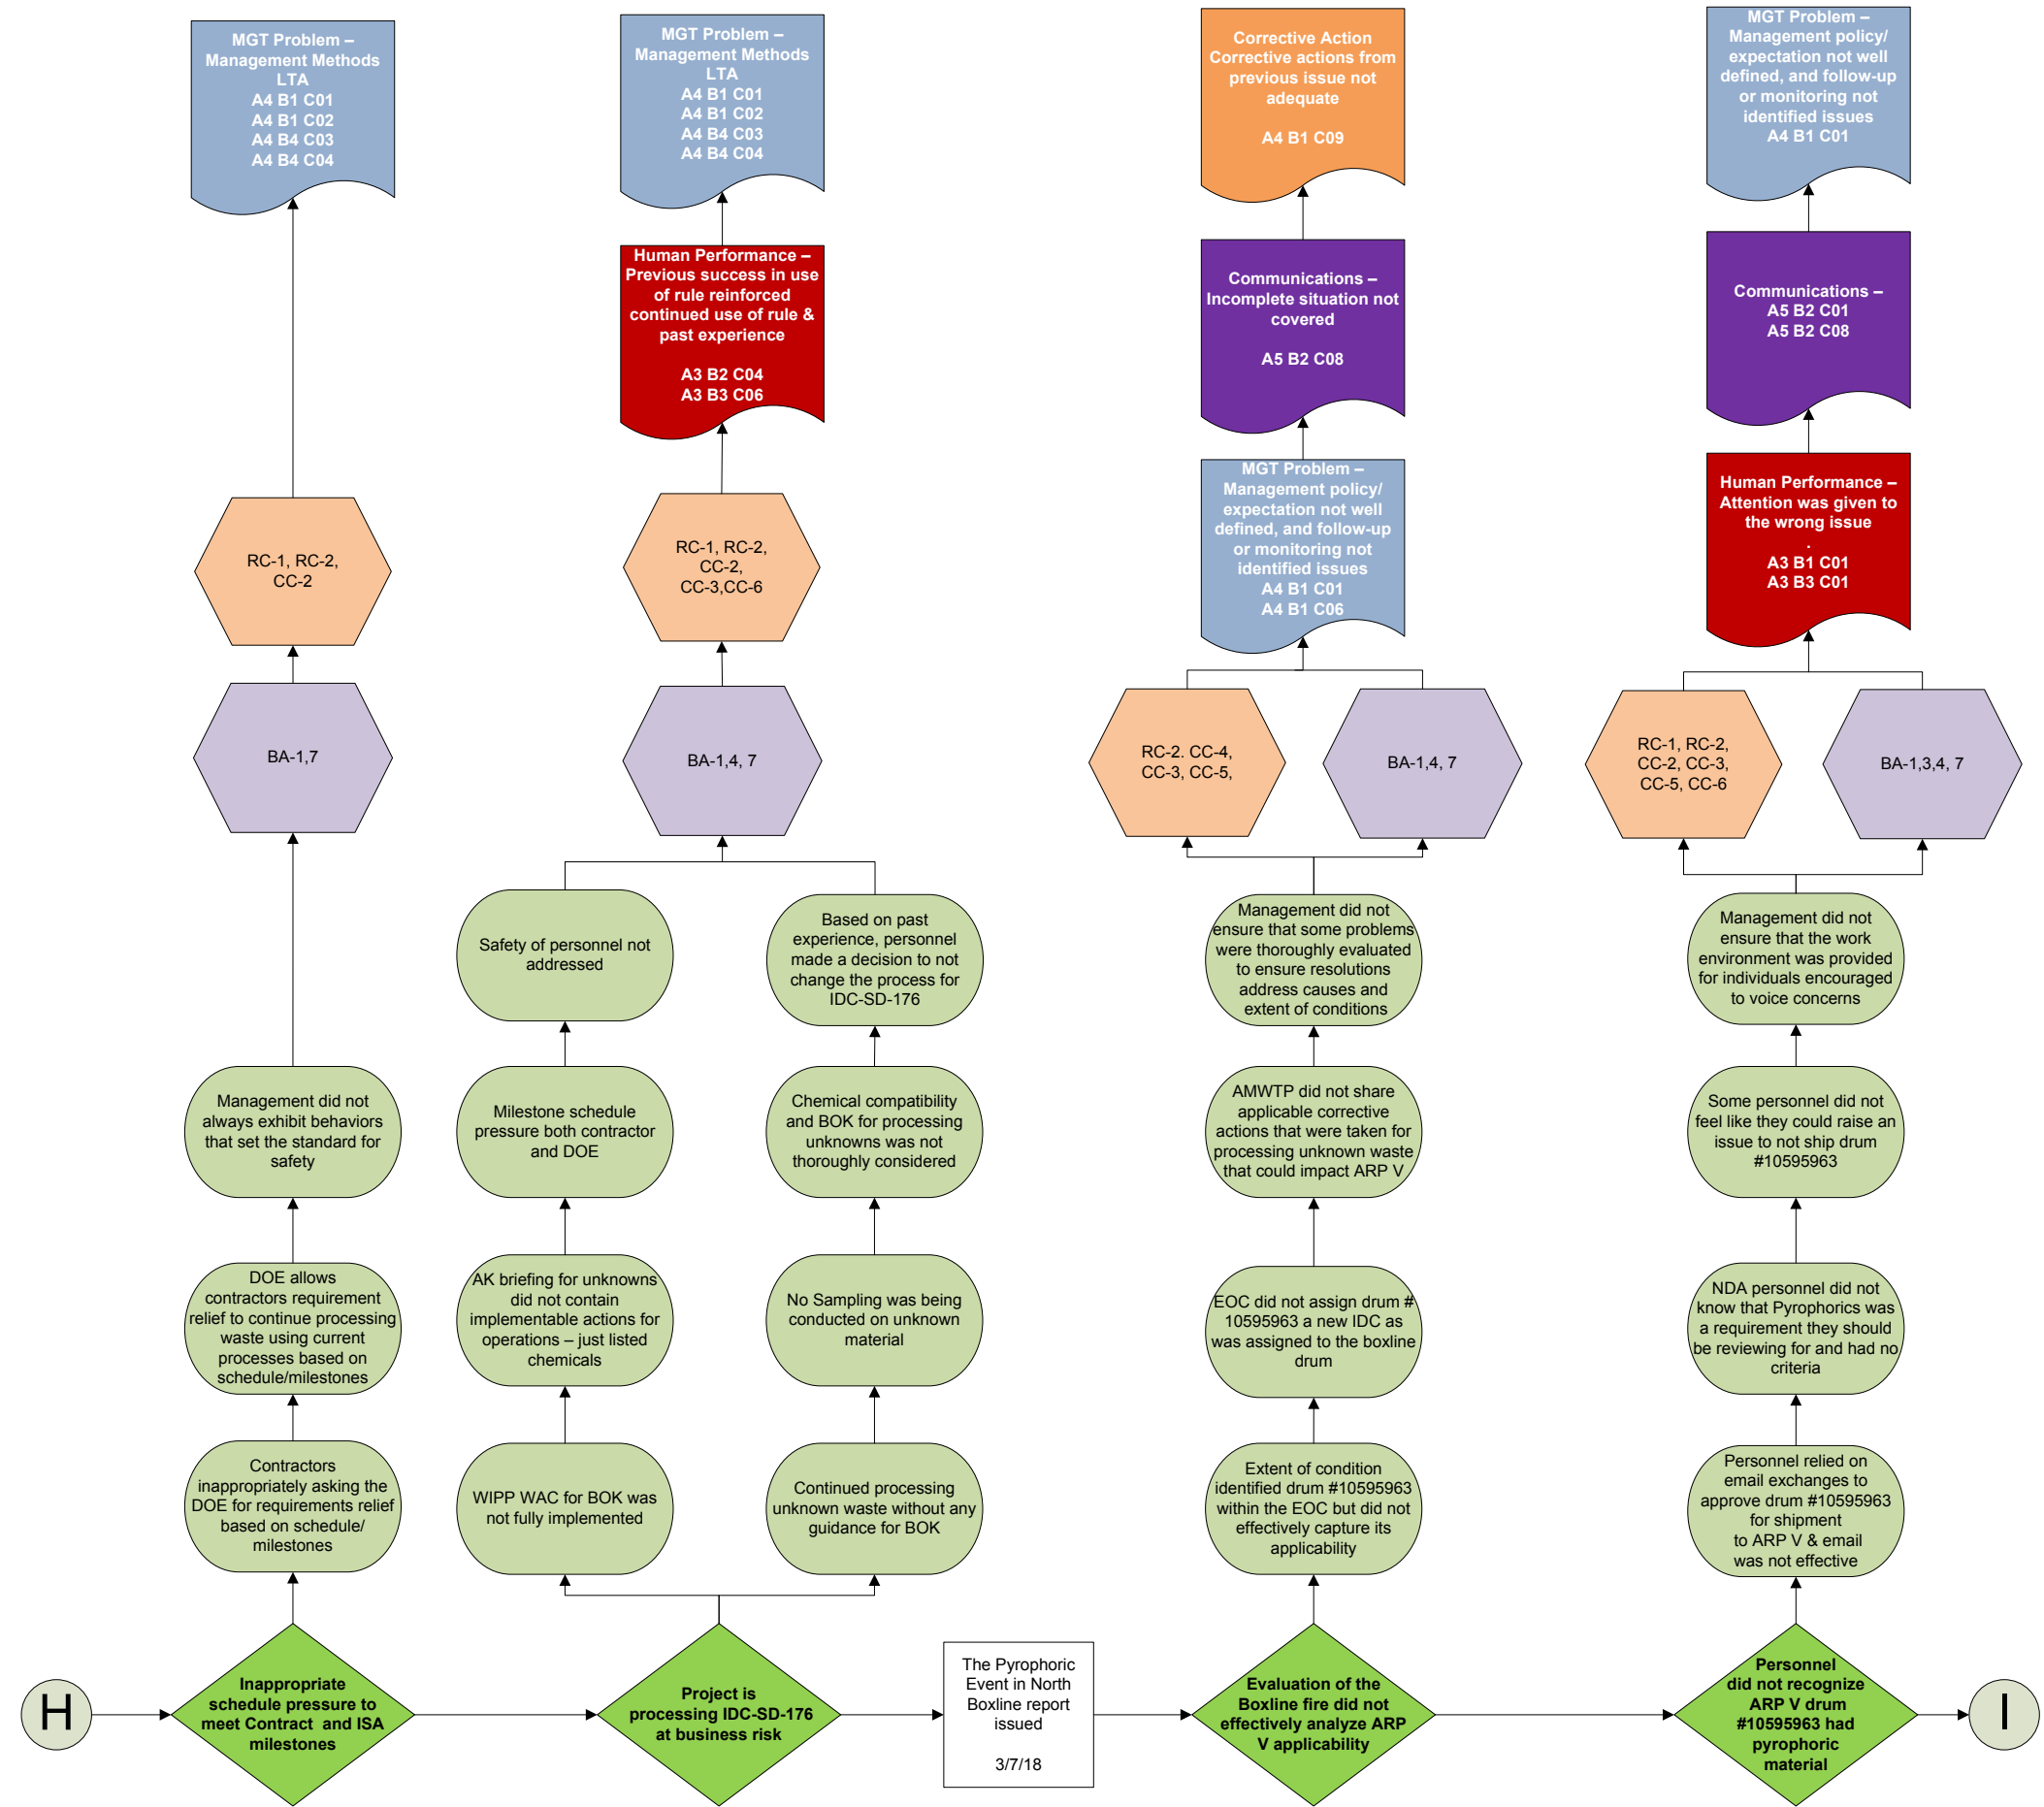 MGT Problem –
Management Methods
LTA
A4 B1 C01
A4 B1 C02
A4 B4 C03
A4 B4 C04
MGT Problem –
Management Methods
LTA
A4 B1 C01
A4 B1 C02
A4 B4 C03
A4 B4 C04
Corrective Action
Corrective actions from
previous issue not
adequate
A4 B1 C09
MGT Problem –
Management policy/
expectation not well
defined, and follow-up
or monitoring not
identified issues
A4 B1 C01
Human Performance –
Previous success in use
of rule reinforced
continued use of rule &
past experience
A3 B2 C04
A3 B3 C06
Communications –
Incomplete situation not
covered
A5 B2 C08
Communications –
A5 B2 C01
A5 B2 C08
MGT Problem –
Management policy/
expectation not well
defined, and follow-up
or monitoring not
identified issues
A4 B1 C01
A4 B1 C06
Human Performance –
Attention was given to
the wrong issue
.
A3 B1 C01
A3 B3 C01
RC-1, RC-2,
CC-2
RC-1, RC-2,
CC-2,
CC-3,CC-6
BA-1,7
BA-1,4, 7
RC-2. CC-4,
CC-3, CC-5,
BA-1,4, 7
RC-1, RC-2,
CC-2, CC-3,
CC-5, CC-6
BA-1,3,4, 7
Safety of personnel not
addressed
Based on past
experience, personnel
made a decision to not
change the process for
IDC-SD-176
Management did not
ensure that some problems
were thoroughly evaluated
to ensure resolutions
address causes and
extent of conditions
Management did not
ensure that the work
environment was provided
for individuals encouraged
to voice concerns
Management did not
always exhibit behaviors
that set the standard for
safety
Milestone schedule
pressure both contractor
and DOE
Chemical compatibility
and BOK for processing
unknowns was not
thoroughly considered
AMWTP did not share
applicable corrective
actions that were taken for
processing unknown waste
that could impact ARP V
Some personnel did not
feel like they could raise an
issue to not ship drum
#10595963
DOE allows
contractors requirement
relief to continue processing
waste using current
processes based on
schedule/milestones
AK briefing for unknowns
did not contain
implementable actions for
operations – just listed
chemicals
No Sampling was being
conducted on unknown
material
EOC did not assign drum #
10595963 a new IDC as
was assigned to the boxline
drum
NDA personnel did not
know that Pyrophorics was
a requirement they should
be reviewing for and had no
criteria
Contractors
inappropriately asking the
DOE for requirements relief
based on schedule/
milestones
WIPP WAC for BOK was
not fully implemented
Continued processing
unknown waste without any
guidance for BOK
Extent of condition
identified drum #10595963
within the EOC but did not
effectively capture its
applicability
Personnel relied on
email exchanges to
approve drum #10595963
for shipment
to ARP V & email
was not effective
H
Inappropriate
schedule pressure to
meet Contract and ISA
milestones
Project is
processing IDC-SD-176
at business risk
The Pyrophoric
Event in North
Boxline report
issued
3/7/18
Evaluation of the
Boxline fire did not
effectively analyze ARP
V applicability
Personnel
did not recognize
ARP V drum
#10595963 had
pyrophoric
material
I